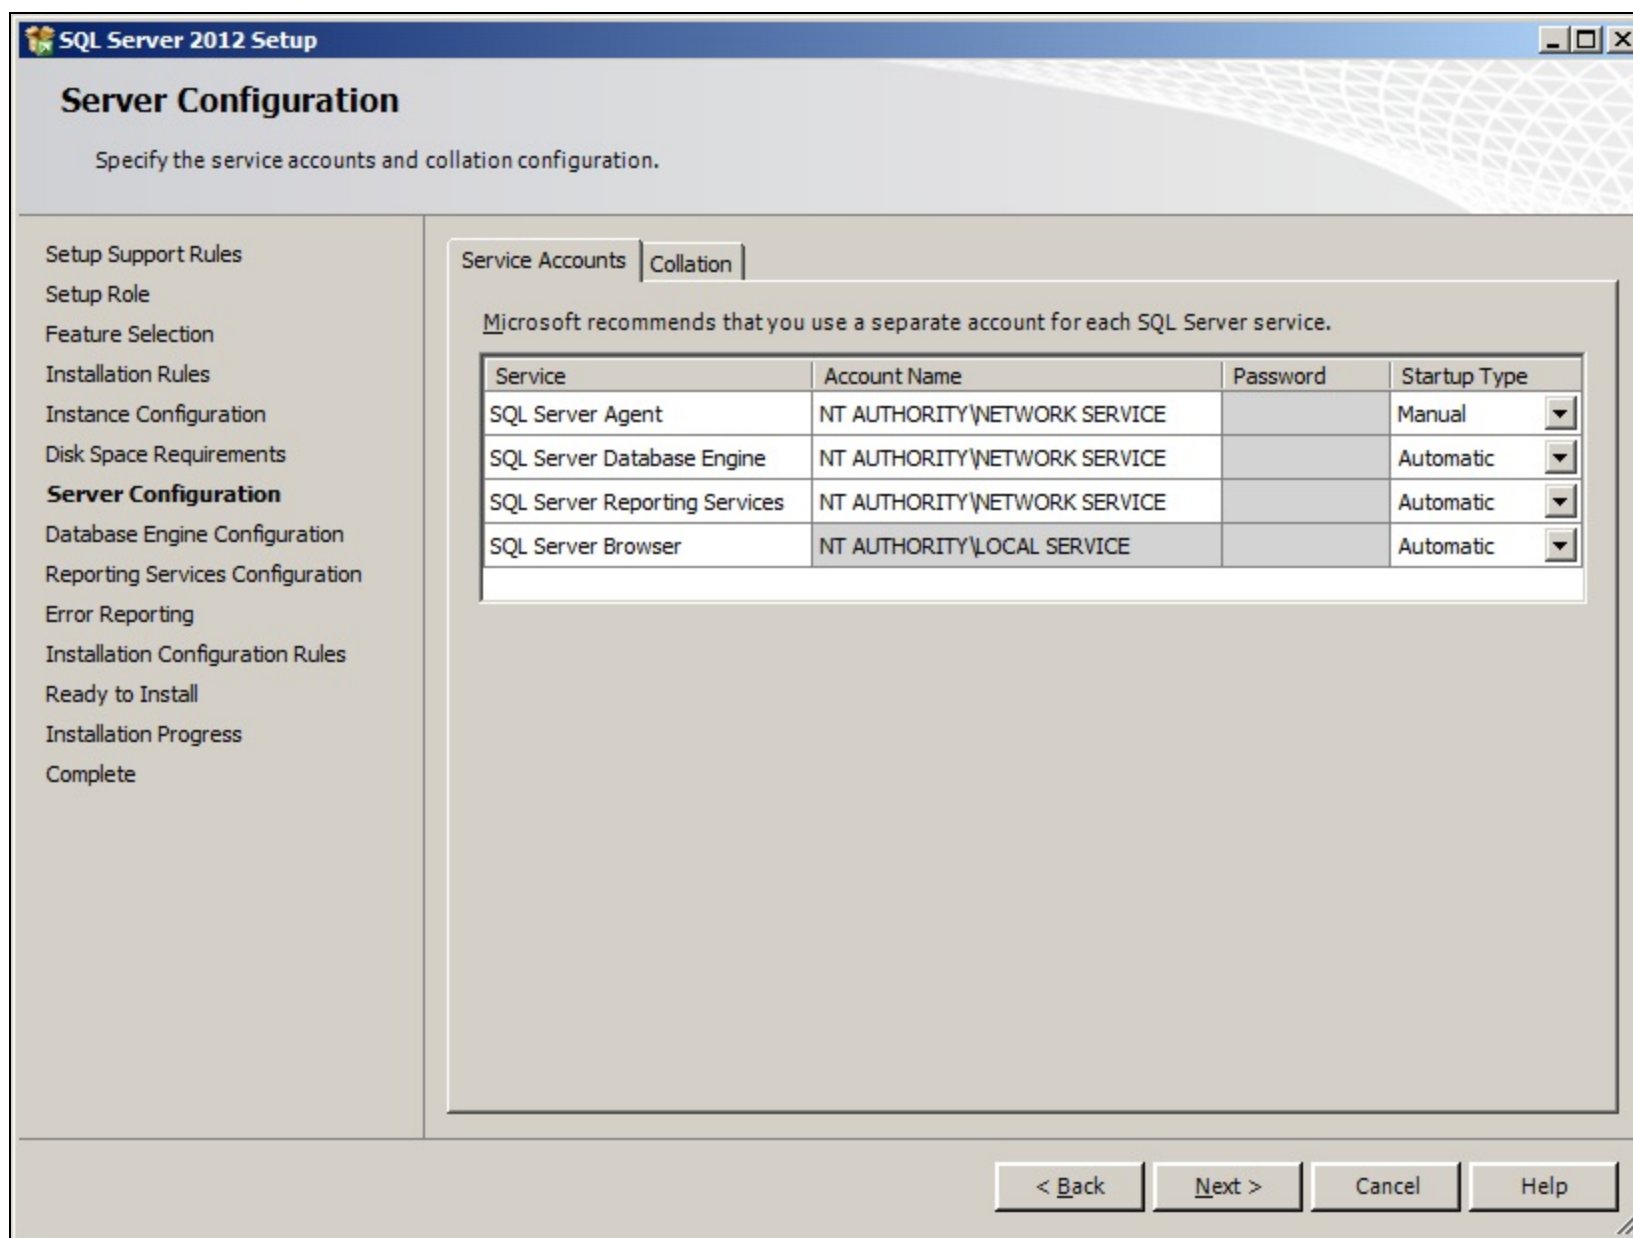 SQL Server 2012 Setup
Server Configuration
Specify the service accounts and collation configuration.
Setup Support Rules
Setup Role
Feature Selection
Installation Rules
Instance Configuration
Disk Space Requirements
Server Configuration
Database Engine Configuration
Reporting Services Configuration
Error Reporting
Installation Configuration Rules
Ready to Install
Installation Progress
Complete
Service Accounts Collation
Microsoft recommends that you use a separate account for each SQL Server service.
Service Account Name Password Startup Type
SQL Server Agent NT AUTHORITY\NETWORK SERVICE Manual
SQL Server Database Engine NT AUTHORITY\NETWORK SERVICE Automatic
SQL Server Reporting Services NT AUTHORITY\NETWORK SERVICE Automatic
SQL Server Browser NT AUTHORITY\LOCAL SERVICE Automatic
< Back Next > Cancel Help